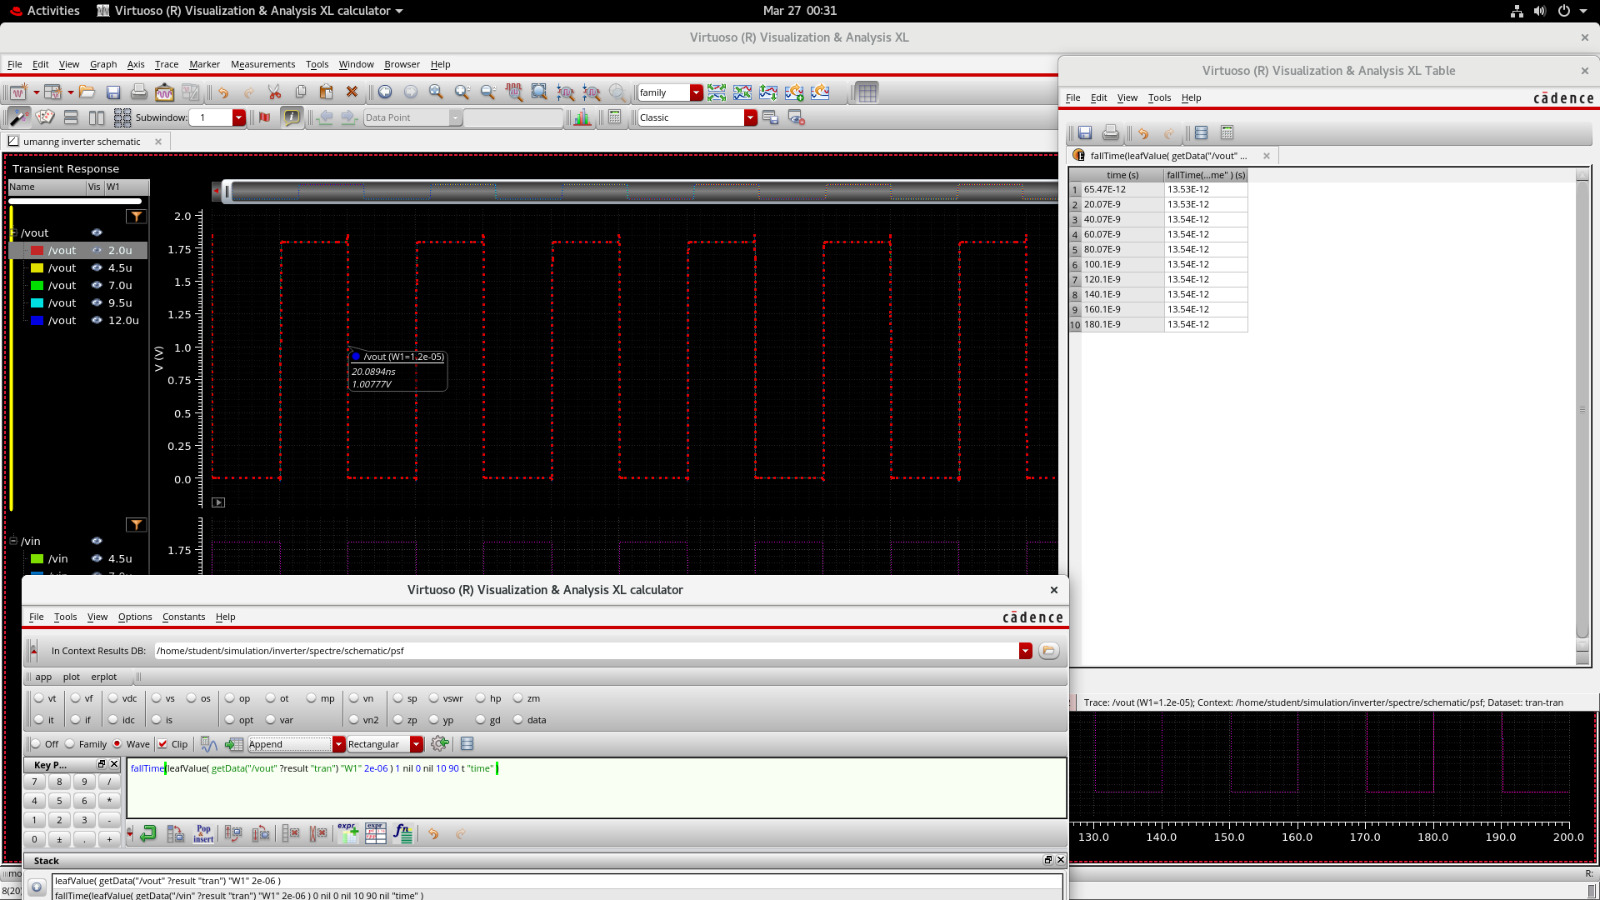 Activities Virtuoso (R) Visualization & Analysis XL calculator Mar 27 00:31
Virtuoso (R) Visualization & Analysis XL
File Edit View Graph Axis Trace Marker Measurements Tools Window Browser Help
family
Subwindow: 1 Data Point Classic
umanng inverter schematic
Transient Response
Name Vis W1
/vout
/vout 2.0u
/vout 4.5u
/vout 7.0u
/vout 9.5u
/vout 12.0u
2.0
1.75
1.5
1.25
1.0
0.75
0.5
0.25
0.0
V (V)
/vout (W1=1.2e-05)
20.0894ns
1.00777V
/vin
/vin 4.5u
1.75
Virtuoso (R) Visualization & Analysis XL Table
File Edit View Tools Help
cādence
fallTime(leafValue( getData("/vout" ...
time (s) fallTime(...me" ) (s)
1 65.47E-12 13.53E-12
2 20.07E-9 13.53E-12
3 40.07E-9 13.54E-12
4 60.07E-9 13.54E-12
5 80.07E-9 13.54E-12
6 100.1E-9 13.54E-12
7 120.1E-9 13.54E-12
8 140.1E-9 13.54E-12
9 160.1E-9 13.54E-12
10 180.1E-9 13.54E-12
Trace: /vout (W1=1.2e-05); Context: /home/student/simulation/inverter/spectre/schematic/psf; Dataset: tran-tran
130.0 140.0 150.0 160.0 170.0 180.0 190.0 200.0
R:
Virtuoso (R) Visualization & Analysis XL calculator
File Tools View Options Constants Help
cādence
In Context Results DB: /home/student/simulation/inverter/spectre/schematic/psf
app plot erplot
vt vf vdc vs os op ot mp vn sp vswr hp zm
it if idc is opt var vn2 zp yp gd data
Off Family Wave Clip Append Rectangular
Key P...
7 8 9 /
4 5 6 *
1 2 3 -
0 ± . +
fallTime(leafValue( getData("/vout" ?result "tran") "W1" 2e-06 ) 1 nil 0 nil 10 90 t "time" )
Pop insert expr expr fn
Stack
leafValue( getData("/vout" ?result "tran") "W1" 2e-06 )
fallTime(leafValue( getData("/vin" ?result "tran") "W1" 2e-06 ) 0 nil 0 nil 10 90 nil "time" )
8(20)